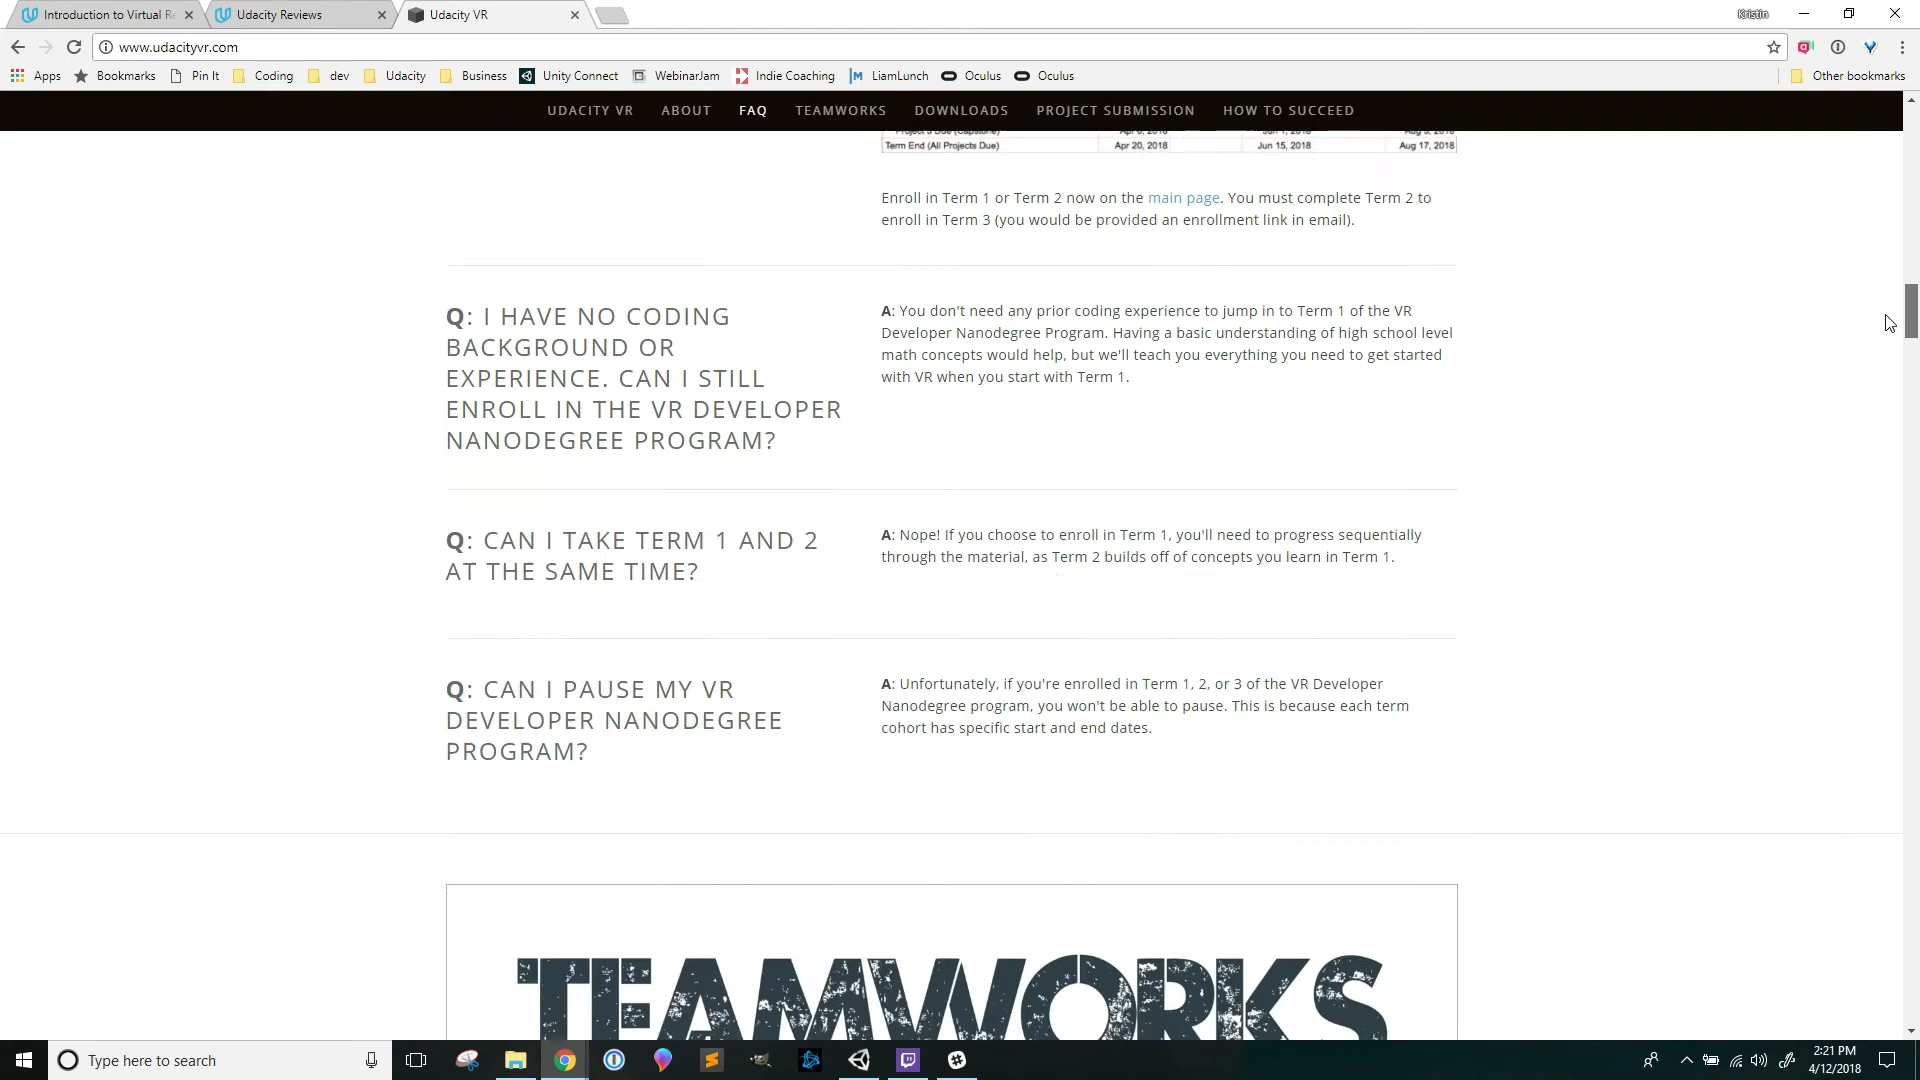 Introduction to Virtual Re
Udacity Reviews
Udacity VR
Kristin
www.udacityvr.com
Apps Bookmarks Pin It Coding dev Udacity Business Unity Connect WebinarJam Indie Coaching LiamLunch Oculus Oculus Other bookmarks
UDACITY VR ABOUT FAQ TEAMWORKS DOWNLOADS PROJECT SUBMISSION HOW TO SUCCEED
Term End (All Projects Due) Apr 20, 2018 Jun 15, 2018 Aug 17, 2018
Enroll in Term 1 or Term 2 now on the main page. You must complete Term 2 to
enroll in Term 3 (you would be provided an enrollment link in email).
Q: I HAVE NO CODING
BACKGROUND OR
EXPERIENCE. CAN I STILL
ENROLL IN THE VR DEVELOPER
NANODEGREE PROGRAM?
A: You don't need any prior coding experience to jump in to Term 1 of the VR
Developer Nanodegree Program. Having a basic understanding of high school level
math concepts would help, but we'll teach you everything you need to get started
with VR when you start with Term 1.
Q: CAN I TAKE TERM 1 AND 2
AT THE SAME TIME?
A: Nope! If you choose to enroll in Term 1, you'll need to progress sequentially
through the material, as Term 2 builds off of concepts you learn in Term 1.
Q: CAN I PAUSE MY VR
DEVELOPER NANODEGREE
PROGRAM?
A: Unfortunately, if you're enrolled in Term 1, 2, or 3 of the VR Developer
Nanodegree program, you won't be able to pause. This is because each term
cohort has specific start and end dates.
TEAMWORKS
Type here to search
2:21 PM
4/12/2018